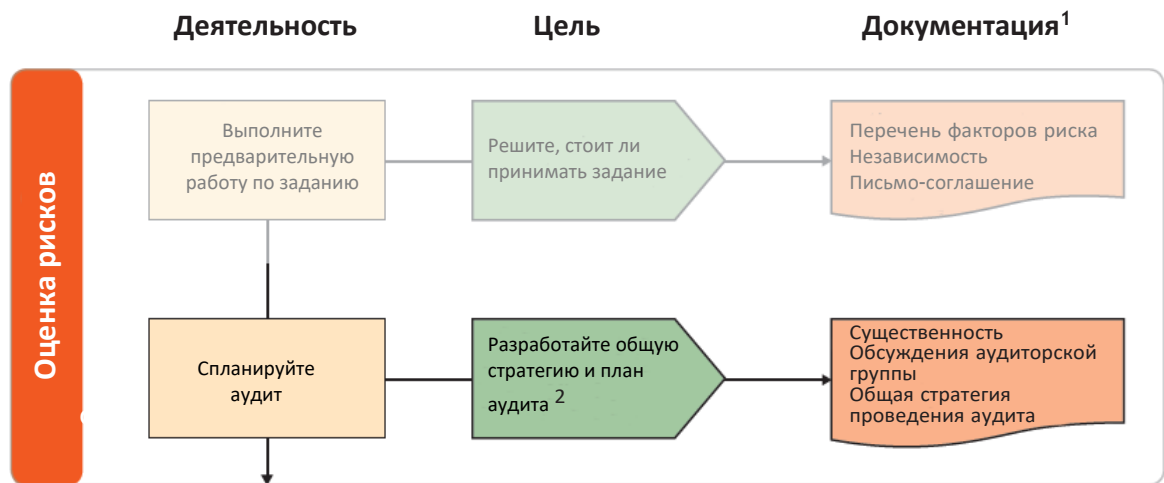 Деятельность
Цель
Документация¹
Оценка рисков
Выполните
предварительную
работу по заданию
Решите, стоит ли
принимать задание
Перечень факторов риска
Независимость
Письмо-соглашение
Спланируйте
аудит
Разработайте общую
стратегию и план
аудита ²
Существенность
Обсуждения аудиторской
группы
Общая стратегия
проведения аудита